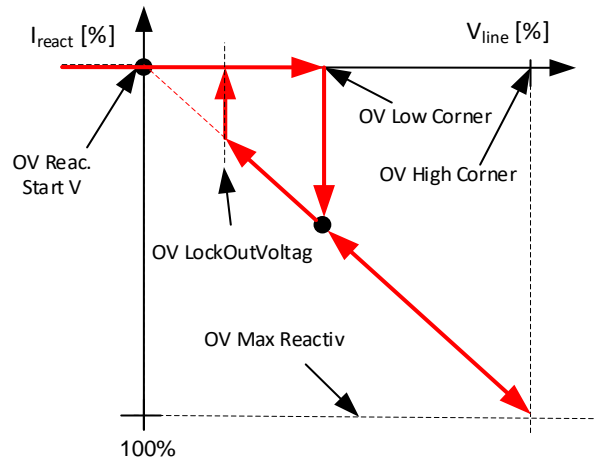 I_react [%]
V_line [%]
OV Low Corner
OV Reac.
Start V
OV High Corner
OV LockOutVoltag
OV Max Reactiv
100%